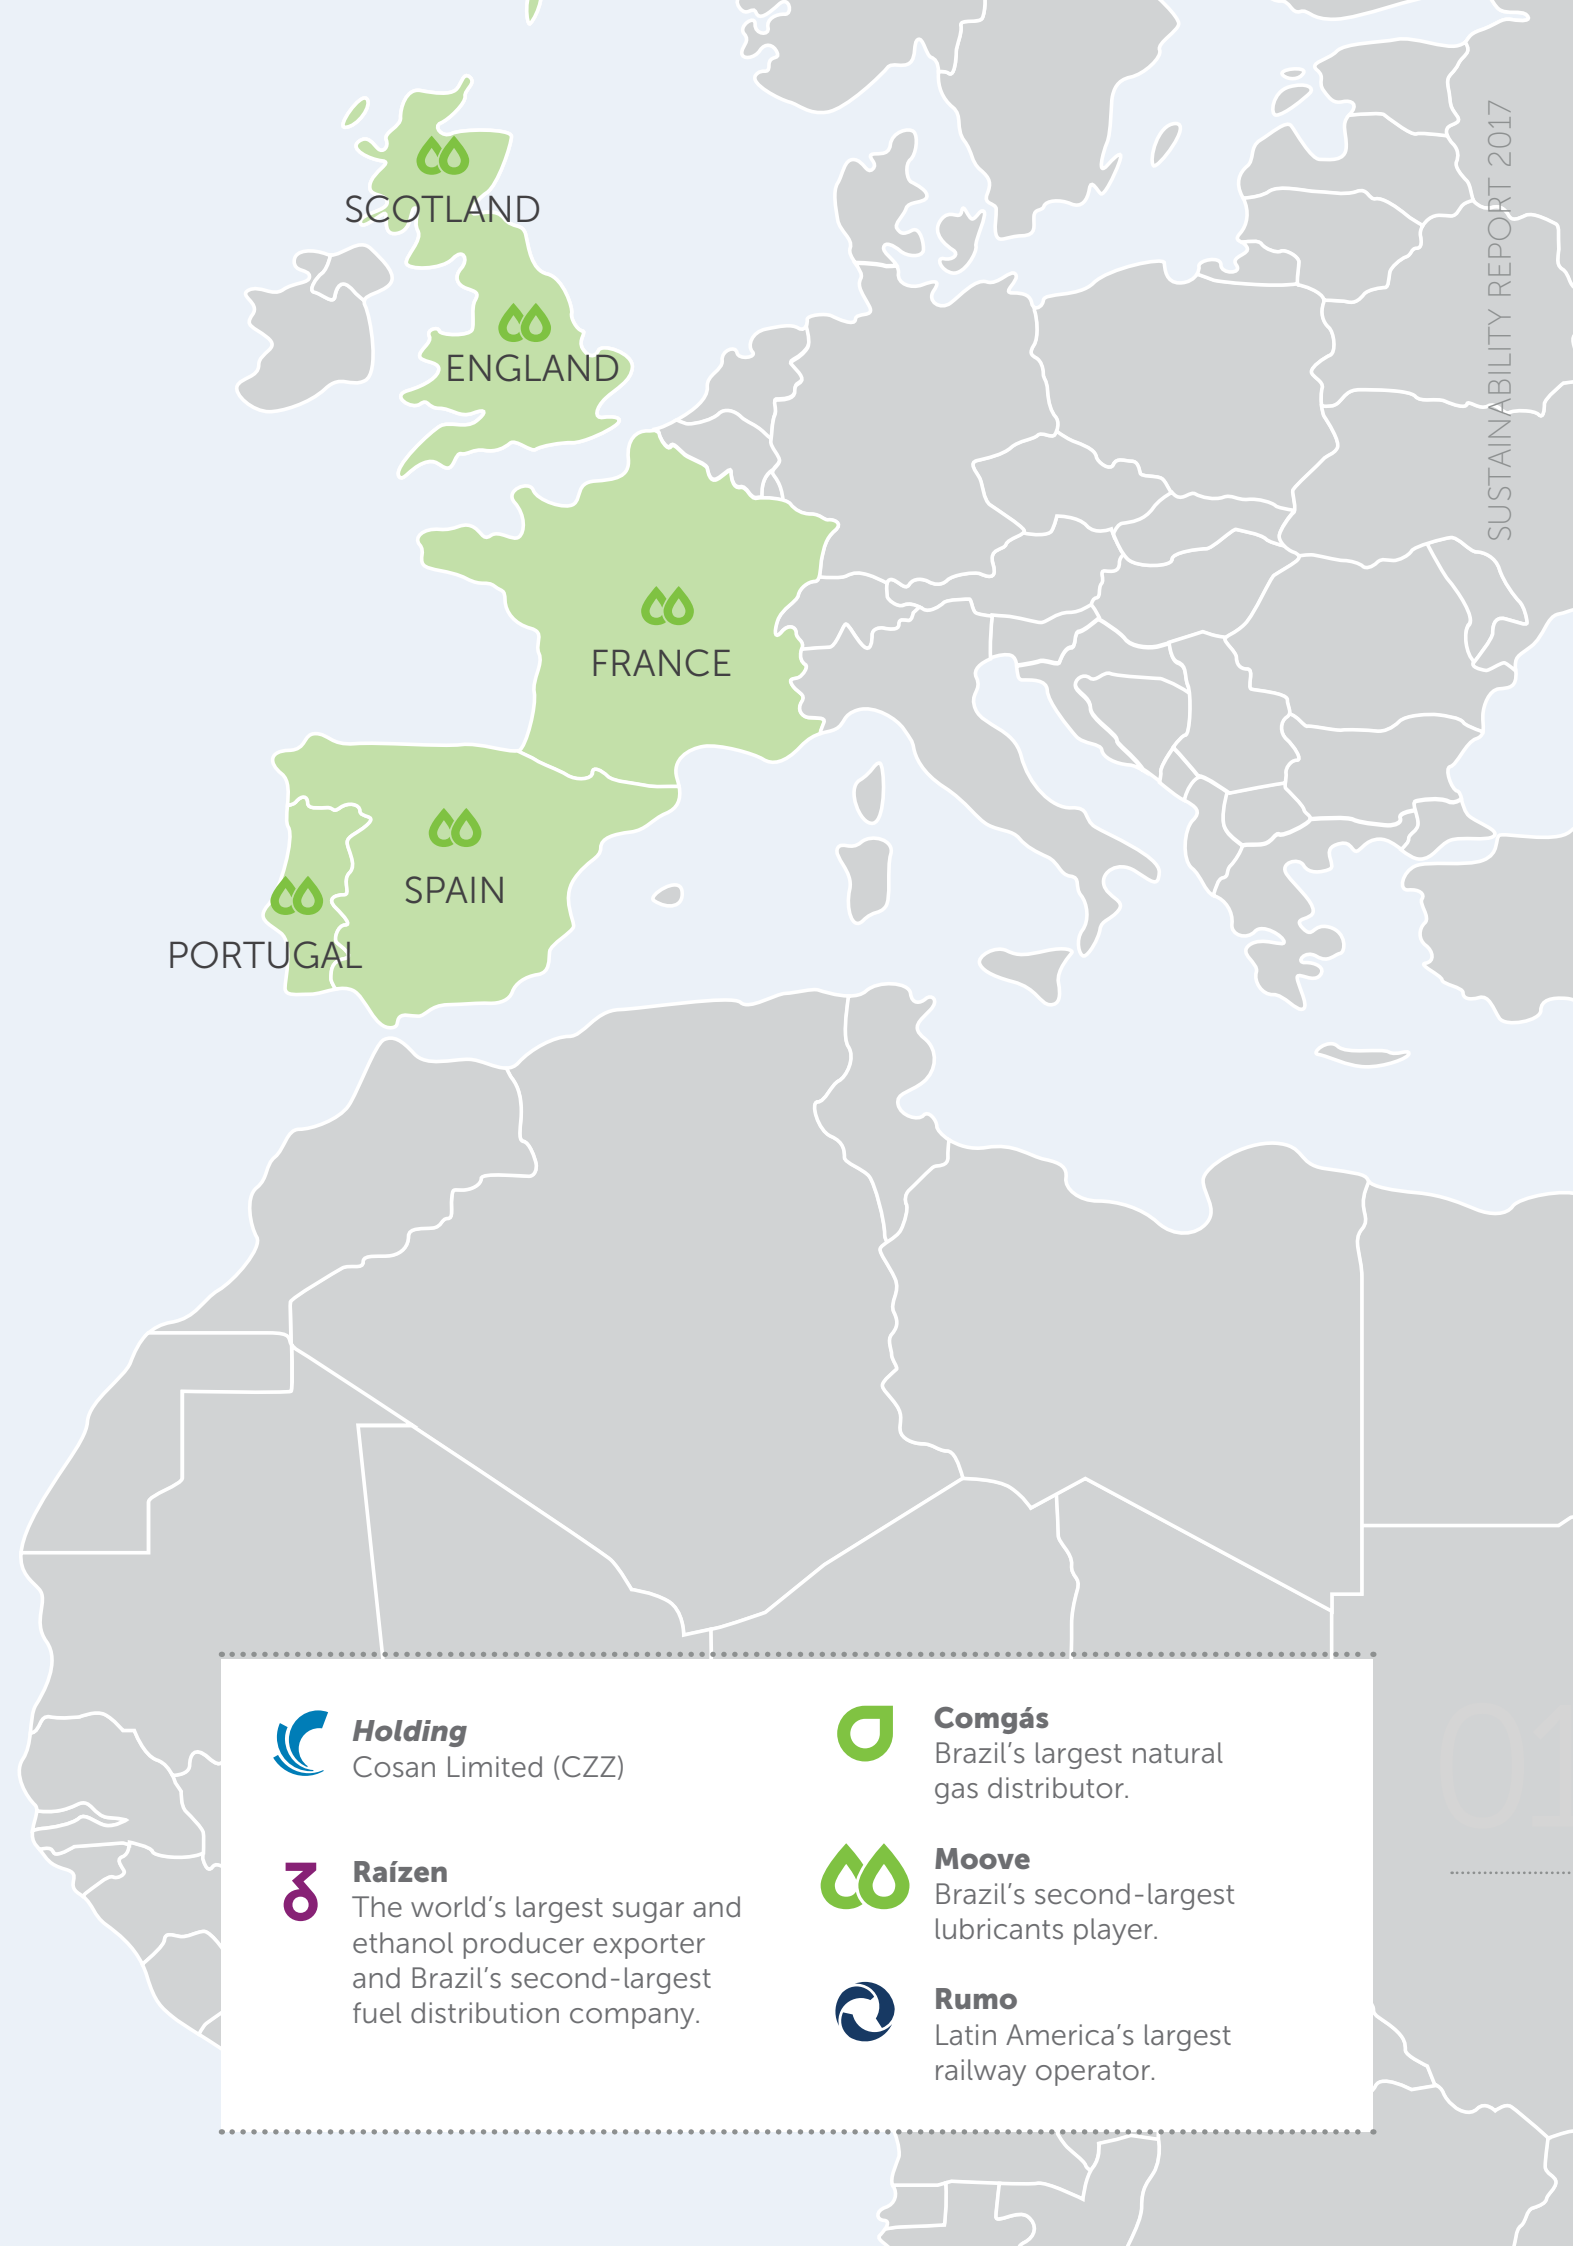 SUSTAINABILITY REPORT 2017
SCOTLAND
ENGLAND
FRANCE
SPAIN
PORTUGAL
Holding
Cosan Limited (CZZ)
Raízen
The world's largest sugar and
ethanol producer exporter
and Brazil's second-largest
fuel distribution company.
Comgás
Brazil's largest natural
gas distributor.
Moove
Brazil's second-largest
lubricants player.
Rumo
Latin America's largest
railway operator.
01